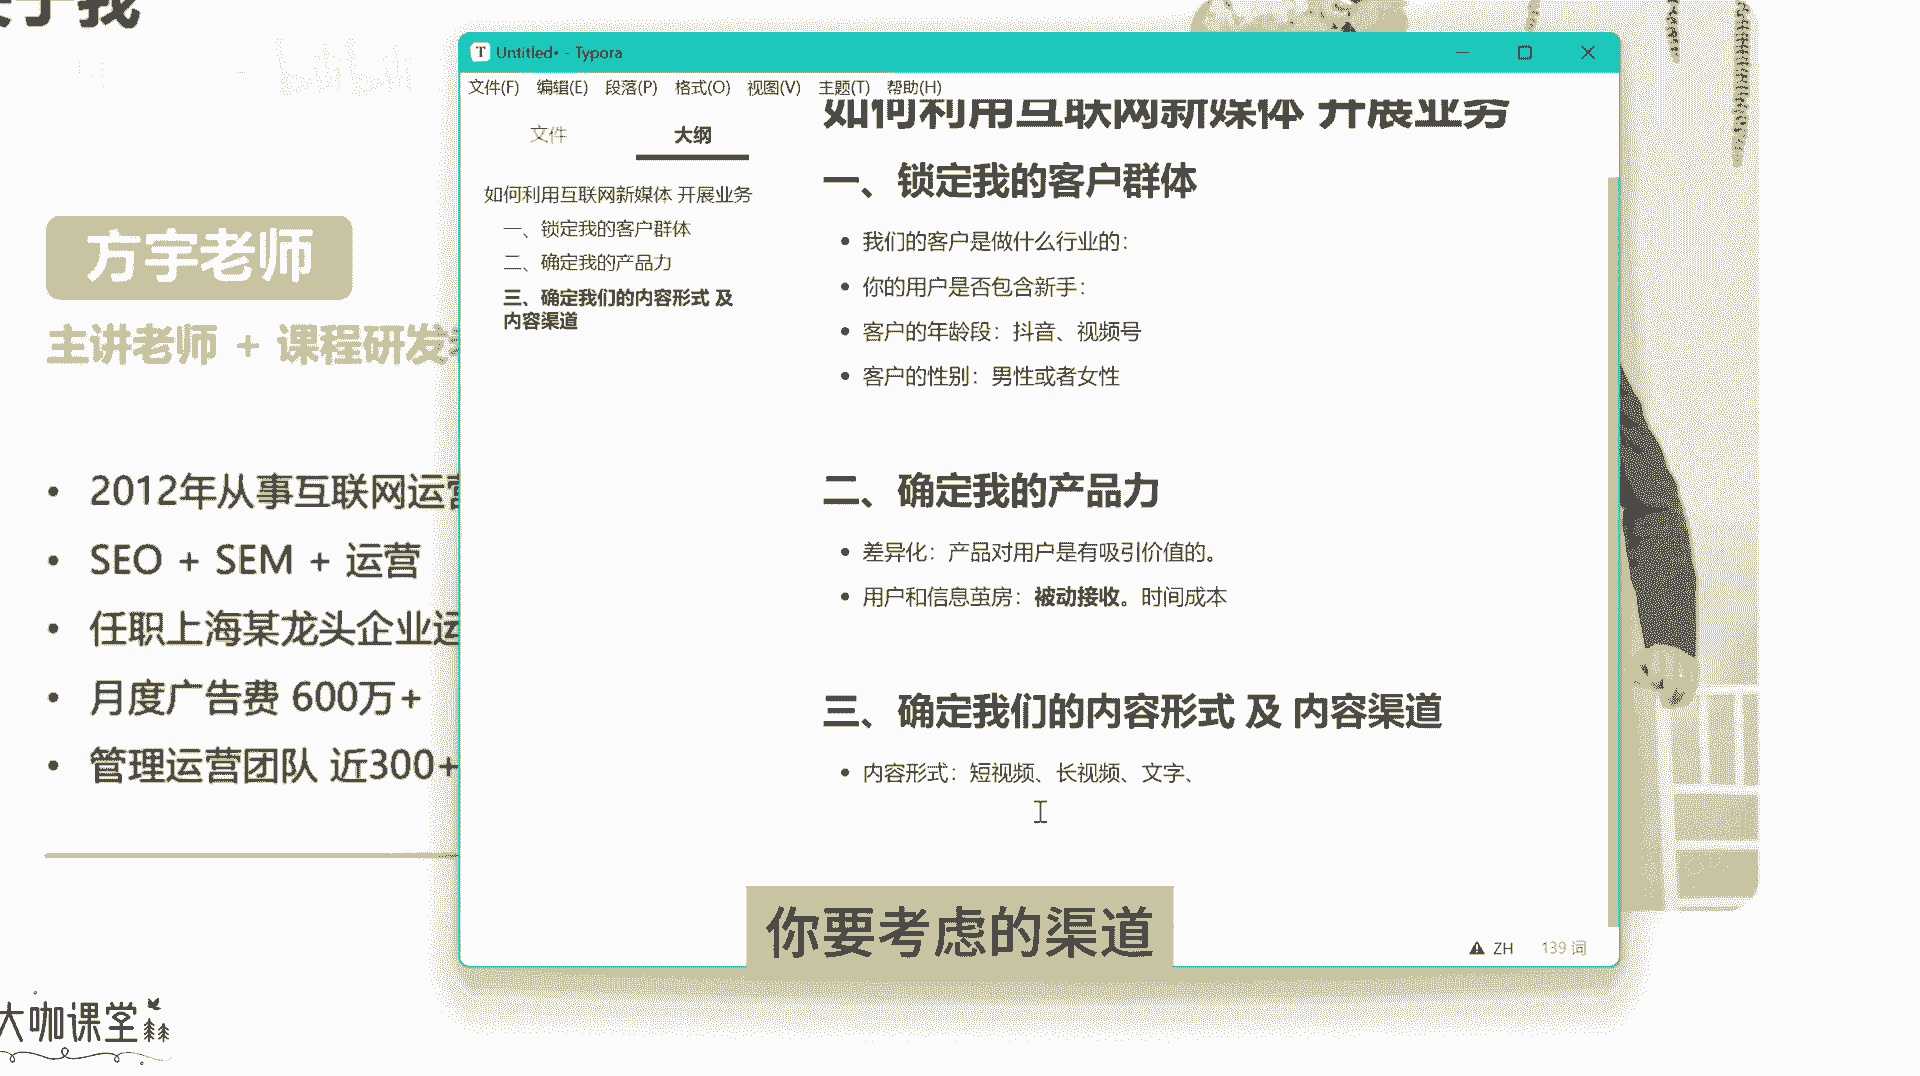 于我
bilibili
方宇老师
主讲老师 + 课程研发
2012年从事互联网运营
SEO + SEM + 运营
任职上海某龙头企业运
月度广告费 600万+
管理运营团队 近300+
大咖课堂
Untitled• - Typora
文件(F) 编辑(E) 段落(P) 格式(O) 视图(V) 主题(T) 帮助(H)
文件 大纲
如何利用互联网新媒体 开展业务
一、锁定我的客户群体
二、确定我的产品力
三、确定我们的内容形式 及
内容渠道
如何利用互联网新媒体 开展业务
一、锁定我的客户群体
我们的客户是做什么行业的：
你的用户是否包含新手：
客户的年龄段：抖音、视频号
客户的性别：男性或者女性
二、确定我的产品力
差异化：产品对用户是有吸引价值的。
用户和信息茧房：被动接收。时间成本
三、确定我们的内容形式 及 内容渠道
内容形式：短视频、长视频、文字、
你要考虑的渠道
ZH 139 词